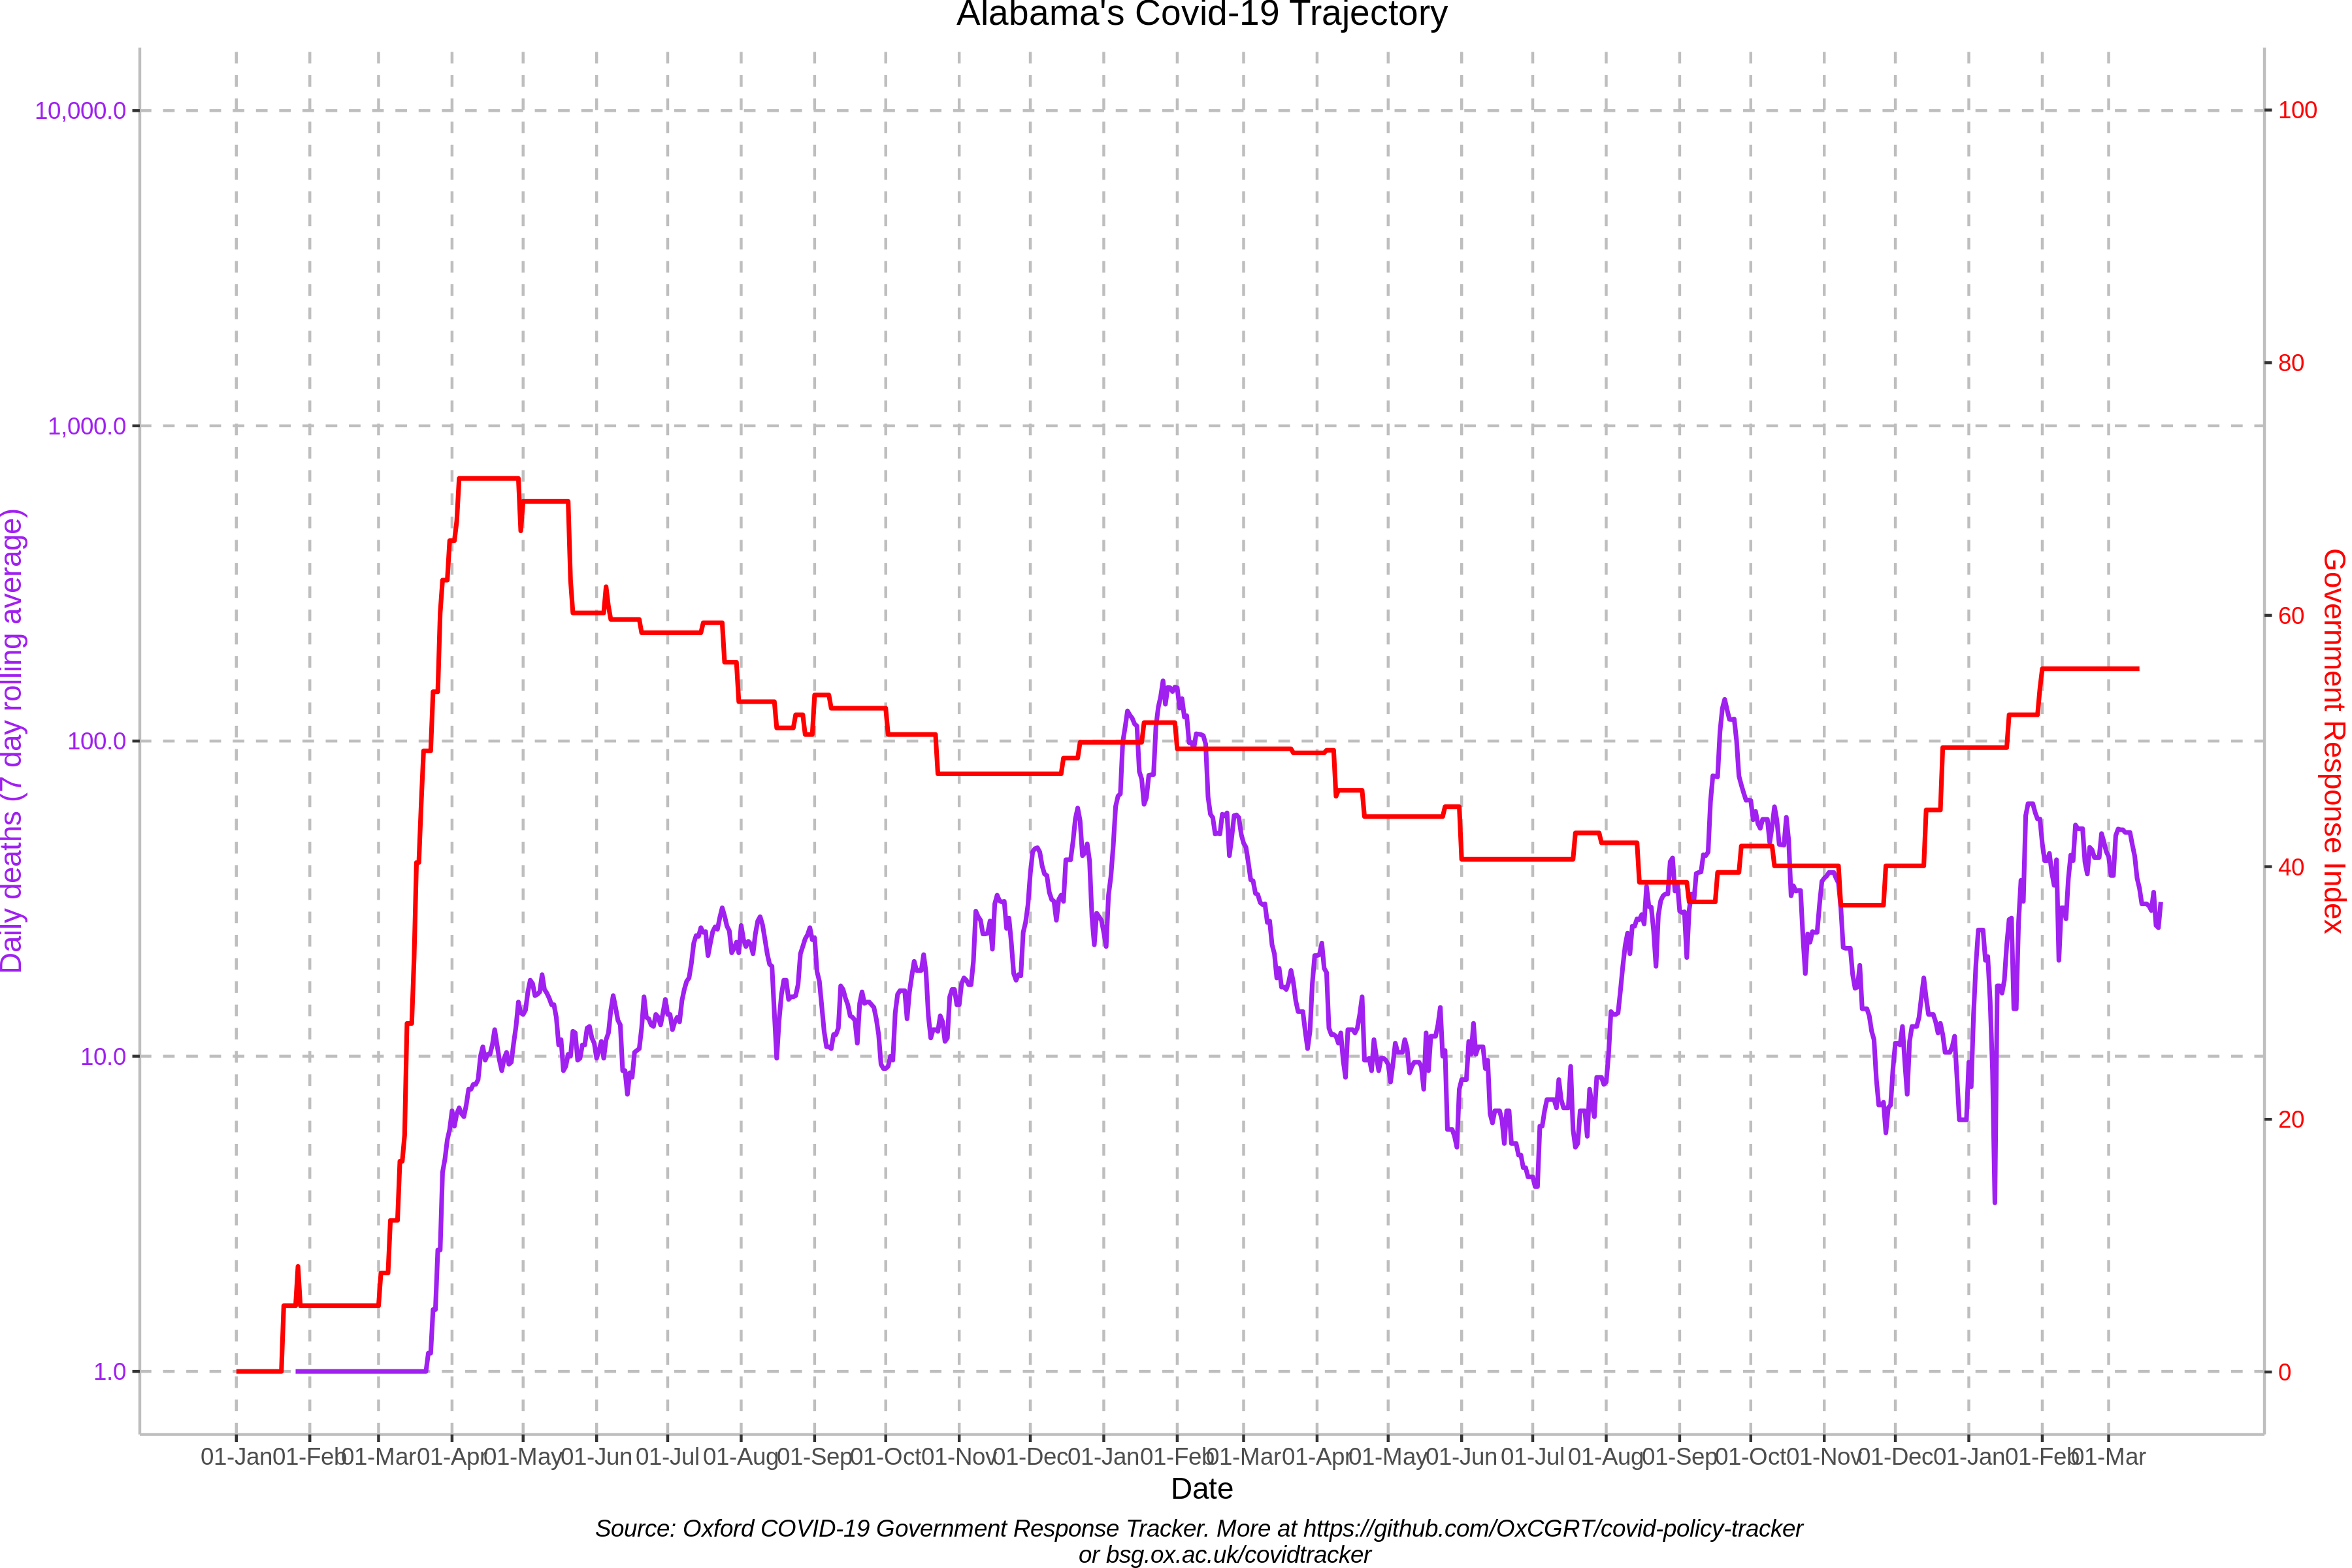 Alabama's Covid-19 Trajectory
10,000.0
1,000.0
100.0
10.0
1.0
Daily deaths (7 day rolling average)
100
80
60
40
20
0
Government Response Index
01-Jan 01-Feb 01-Mar 01-Apr 01-May 01-Jun 01-Jul 01-Aug 01-Sep 01-Oct 01-Nov 01-Dec 01-Jan 01-Feb 01-Mar 01-Apr 01-May 01-Jun 01-Jul 01-Aug 01-Sep 01-Oct 01-Nov 01-Dec 01-Jan 01-Feb 01-Mar
Date
Source: Oxford COVID-19 Government Response Tracker. More at https://github.com/OxCGRT/covid-policy-tracker
or bsg.ox.ac.uk/covidtracker